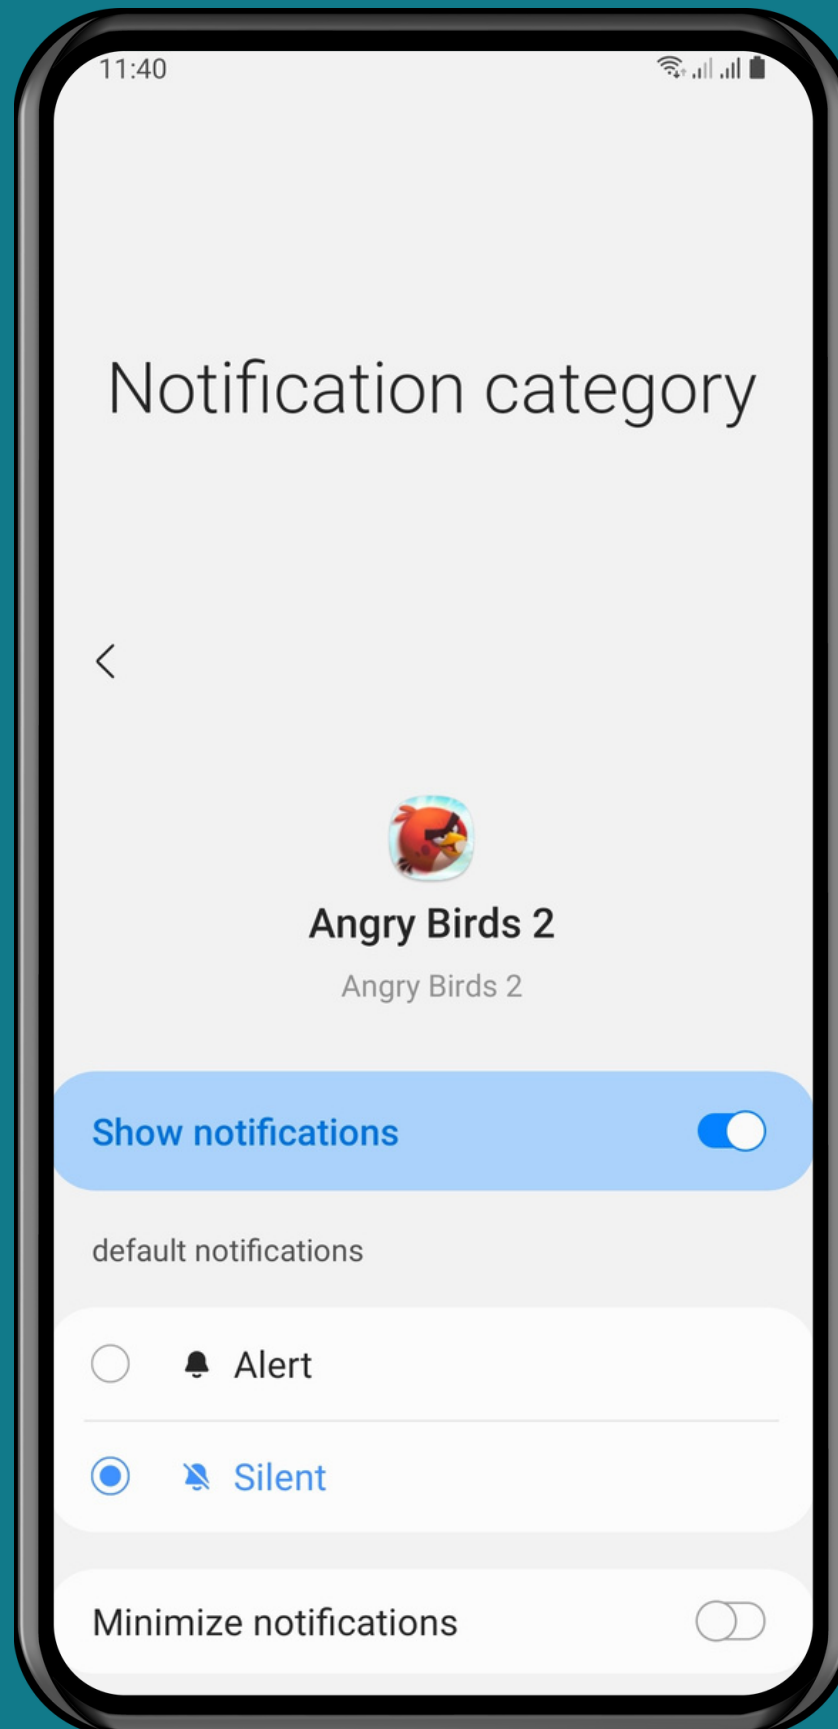 11:40
Notification category
Angry Birds 2
Angry Birds 2
Show notifications
default notifications
Alert
Silent
Minimize notifications